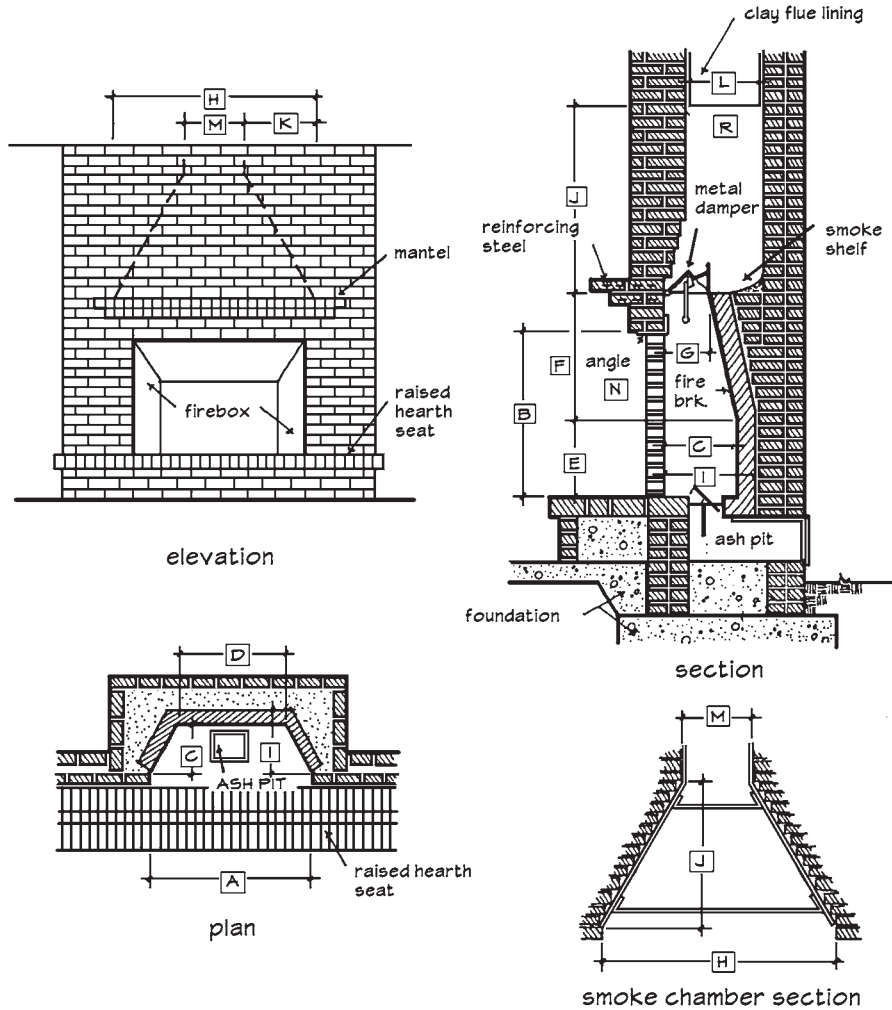 H
M
K
mantel
firebox
raised
hearth
seat
elevation
clay flue lining
L
R
J
metal
damper
reinforcing
steel
smoke
shelf
F
angle
G
N
fire
brk.
B
C
E
I
ash pit
foundation
section
D
C
I
ASH PIT
raised hearth
seat
A
plan
M
J
H
smoke chamber section